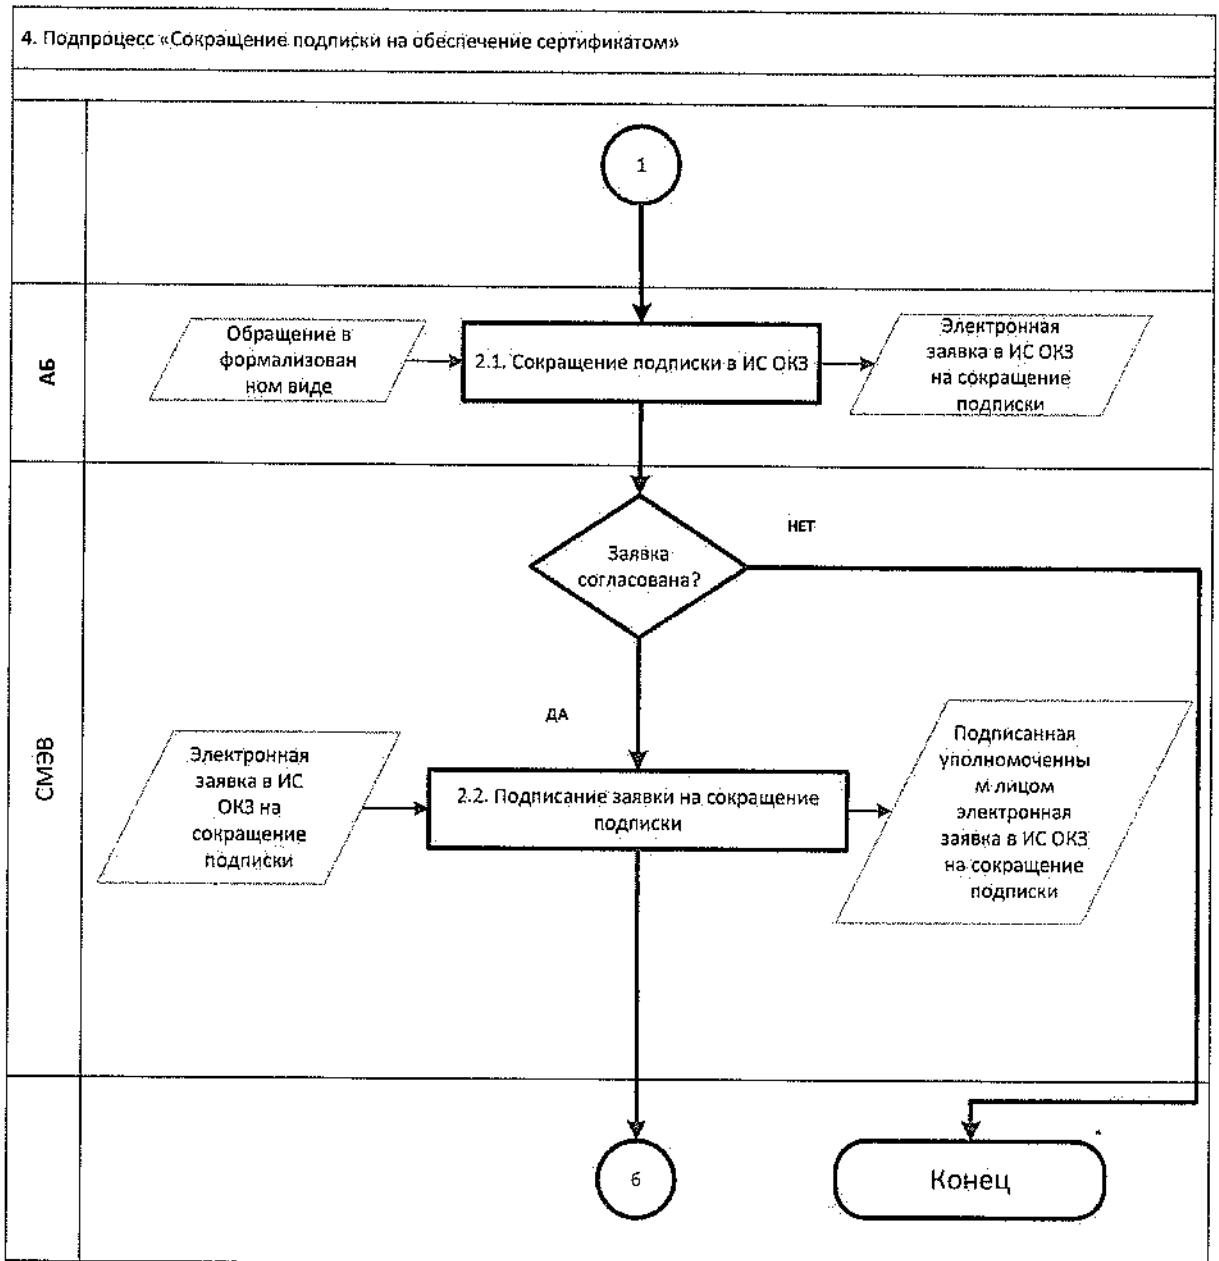 4. Подпроцесс «Сокращение подписки на обеспечение сертификатом»
1
АБ
Обращение в
формализован
ном виде
2.1. Сокращение подписки в ИС ОКЗ
Электронная
заявка в ИС ОКЗ
на сокращение
подписки
СМЭВ
Заявка
согласована?
НЕТ
ДА
Электронная
заявка в ИС
ОКЗ на
сокращение
подписки
2.2. Подписание заявки на сокращение
подписки
Подписанная
уполномоченны
м лицом
электронная
заявка в ИС ОКЗ
на сокращение
подписки
6
Конец